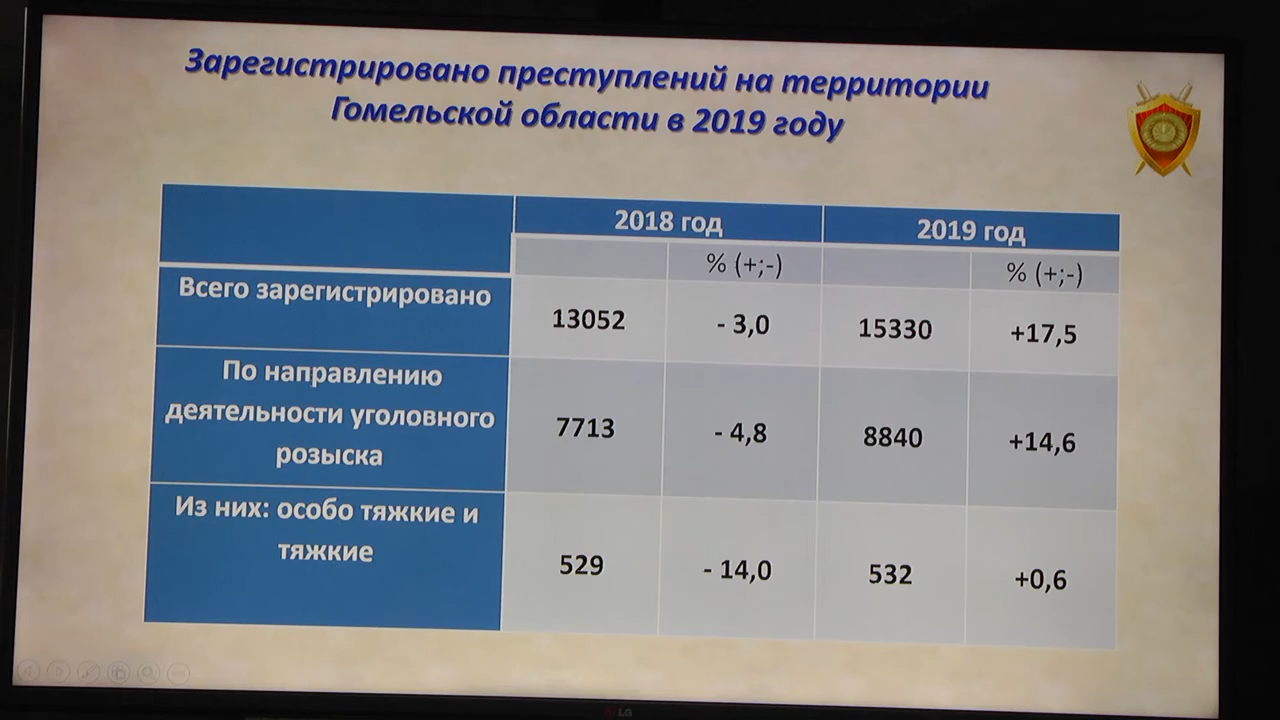 Зарегистрировано преступлений на территории
Гомельской области в 2019 году
2018 год 2019 год
% (+;-) % (+;-)
Всего зарегистрировано 13052 - 3,0 15330 +17,5
По направлению
деятельности уголовного
розыска 7713 - 4,8 8840 +14,6
Из них: особо тяжкие и
тяжкие 529 - 14,0 532 +0,6
LG